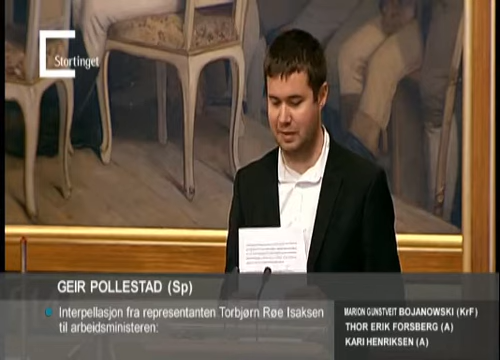 Stortinget
GEIR POLLESTAD (Sp)
Interpellasjon fra representanten Torbjørn Røe Isaksen
til arbeidsministeren:
MARION GUNSTVEIT BOJANOWSKI (KrF)
THOR ERIK FORSBERG (A)
KARI HENRIKSEN (A)